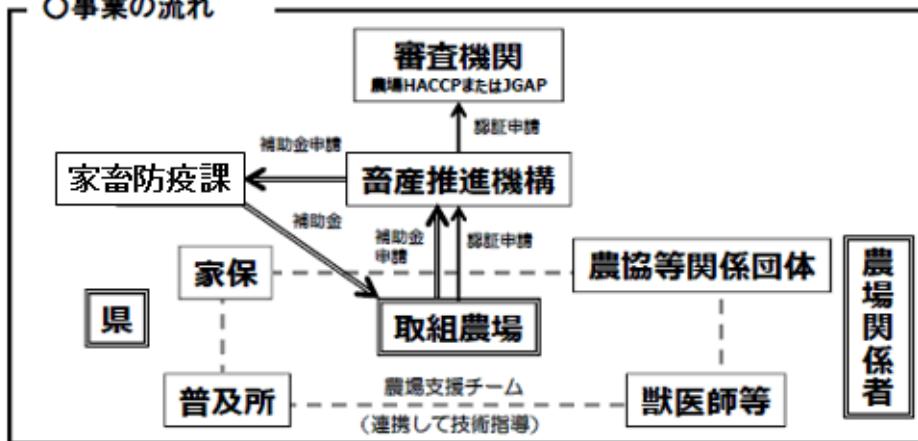 〇事業の流れ
審査機関
農場HACCPまたはJGAP
認証申請
補助金申請
家畜防疫課
畜産推進機構
補助金
補助金
申請
認証申請
家保
農協等関係団体
県
取組農場
農場関係者
農場支援チーム
普及所
獣医師等
(連携して技術指導)